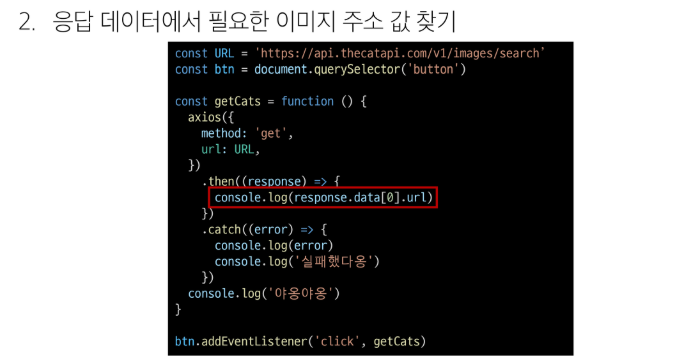 2. 응답 데이터에서 필요한 이미지 주소 값 찾기
const URL = 'https://api.thecatapi.com/v1/images/search'
const btn = document.querySelector('button')
const getCats = function () {
axios({
method: 'get',
url: URL,
})
.then((response) => {
console.log(response.data[0].url)
})
.catch((error) => {
console.log(error)
console.log('실패했다옹')
})
console.log('야옹야옹')
}
btn.addEventListener('click', getCats)